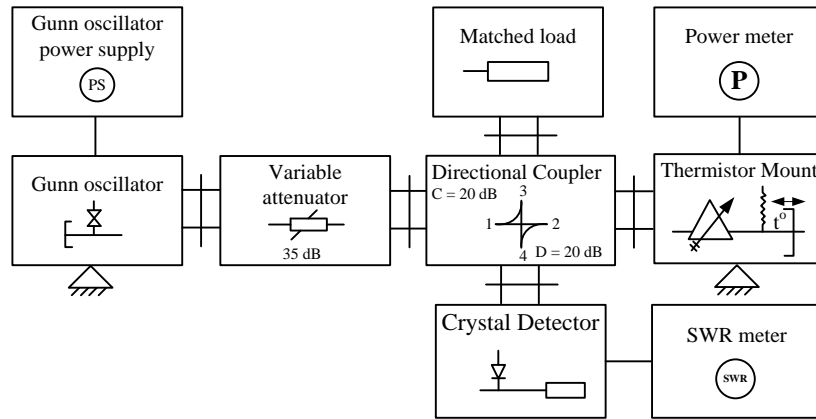 Gunn oscillator
power supply
PS
Matched load
Power meter
P
Gunn oscillator
Variable
attenuator
35 dB
Directional Coupler
C = 20 dB
3
1
2
4
D = 20 dB
Thermistor Mount
t°
Crystal Detector
SWR meter
SWR